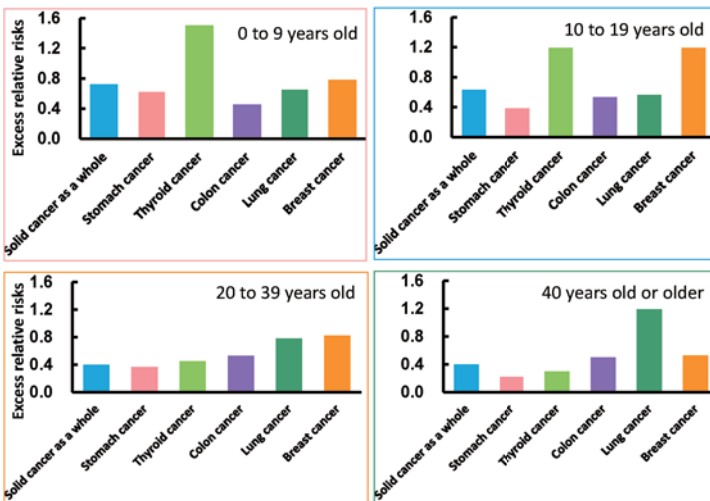 Excess relative risks
1.6
1.2
0.8
0.4
0.0
0 to 9 years old
Solid cancer as a whole
Stomach cancer
Thyroid cancer
Colon cancer
Lung cancer
Breast cancer
1.6
1.2
0.8
0.4
0.0
10 to 19 years old
Solid cancer as a whole
Stomach cancer
Thyroid cancer
Colon cancer
Lung cancer
Breast cancer
Excess relative risks
1.6
1.2
0.8
0.4
0.0
20 to 39 years old
Solid cancer as a whole
Stomach cancer
Thyroid cancer
Colon cancer
Lung cancer
Breast cancer
1.6
1.2
0.8
0.4
0.0
40 years old or older
Solid cancer as a whole
Stomach cancer
Thyroid cancer
Colon cancer
Lung cancer
Breast cancer